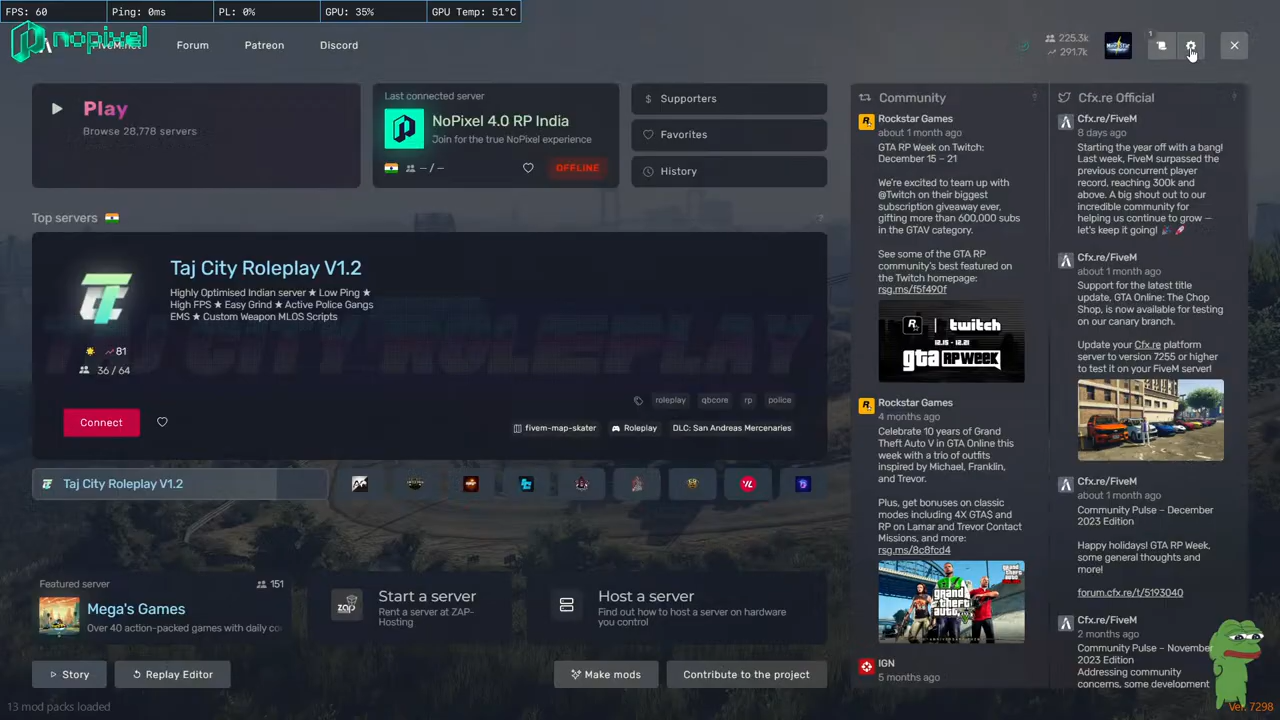 FPS: 60
Ping: 0ms
PL: 0%
GPU: 35%
GPU Temp: 51°C
nopixel
Forum
Patreon
Discord
225.3k
291.7k
1
Play
Browse 28,778 servers
Last connected server
NoPixel 4.0 RP India
Join for the true NoPixel experience
– / –
OFFLINE
Supporters
Favorites
History
Top servers
Taj City Roleplay V1.2
Highly Optimised Indian server ★ Low Ping ★
High FPS ★ Easy Grind ★ Active Police Gangs
EMS ★ Custom Weapon MLOS Scripts
TAJ CITY ROLEPLAY
81
36 / 64
Connect
roleplay
qbcore
rp
police
fivem-map-skater
Roleplay
DLC: San Andreas Mercenaries
Taj City Roleplay V1.2
Featured server
151
Mega's Games
Over 40 action-packed games with daily co
ZAP
Start a server
Rent a server at ZAP-
Hosting
Host a server
Find out how to host a server on hardware
you control
Story
Replay Editor
Make mods
Contribute to the project
13 mod packs loaded
Community
Rockstar Games
about 1 month ago
GTA RP Week on Twitch:
December 15 – 21
We're excited to team up with
@Twitch on their biggest
subscription giveaway ever,
gifting more than 600,000 subs
in the GTAV category.
See some of the GTA RP
community's best featured on
the Twitch homepage:
rsg.ms/f5f490f
twitch
12.15 - 12.21
gta RP WEEK
Rockstar Games
4 months ago
Celebrate 10 years of Grand
Theft Auto V in GTA Online this
week with a trio of outfits
inspired by Michael, Franklin,
and Trevor.
Plus, get bonuses on classic
modes including 4X GTA$ and
RP on Lamar and Trevor Contact
Missions, and more:
rsg.ms/8c8fcd4
grand
theft
auto
IGN
5 months ago
Cfx.re Official
Cfx.re/FiveM
8 days ago
Starting the year off with a bang!
Last week, FiveM surpassed the
previous concurrent player
record, reaching 300k and
above. A big shout out to our
incredible community for
helping us continue to grow —
let's keep it going!
Cfx.re/FiveM
about 1 month ago
Support for the latest title
update, GTA Online: The Chop
Shop, is now available for testing
on our canary branch.
Update your Cfx.re platform
server to version 7255 or higher
to test it on your FiveM server!
Cfx.re/FiveM
about 1 month ago
Community Pulse – December
2023 Edition
Happy holidays! GTA RP Week,
some general thoughts and
more!
forum.cfx.re/t/5193040
Cfx.re/FiveM
2 months ago
Community Pulse – November
2023 Edition
Addressing community
concerns, some development
Ver. 7298